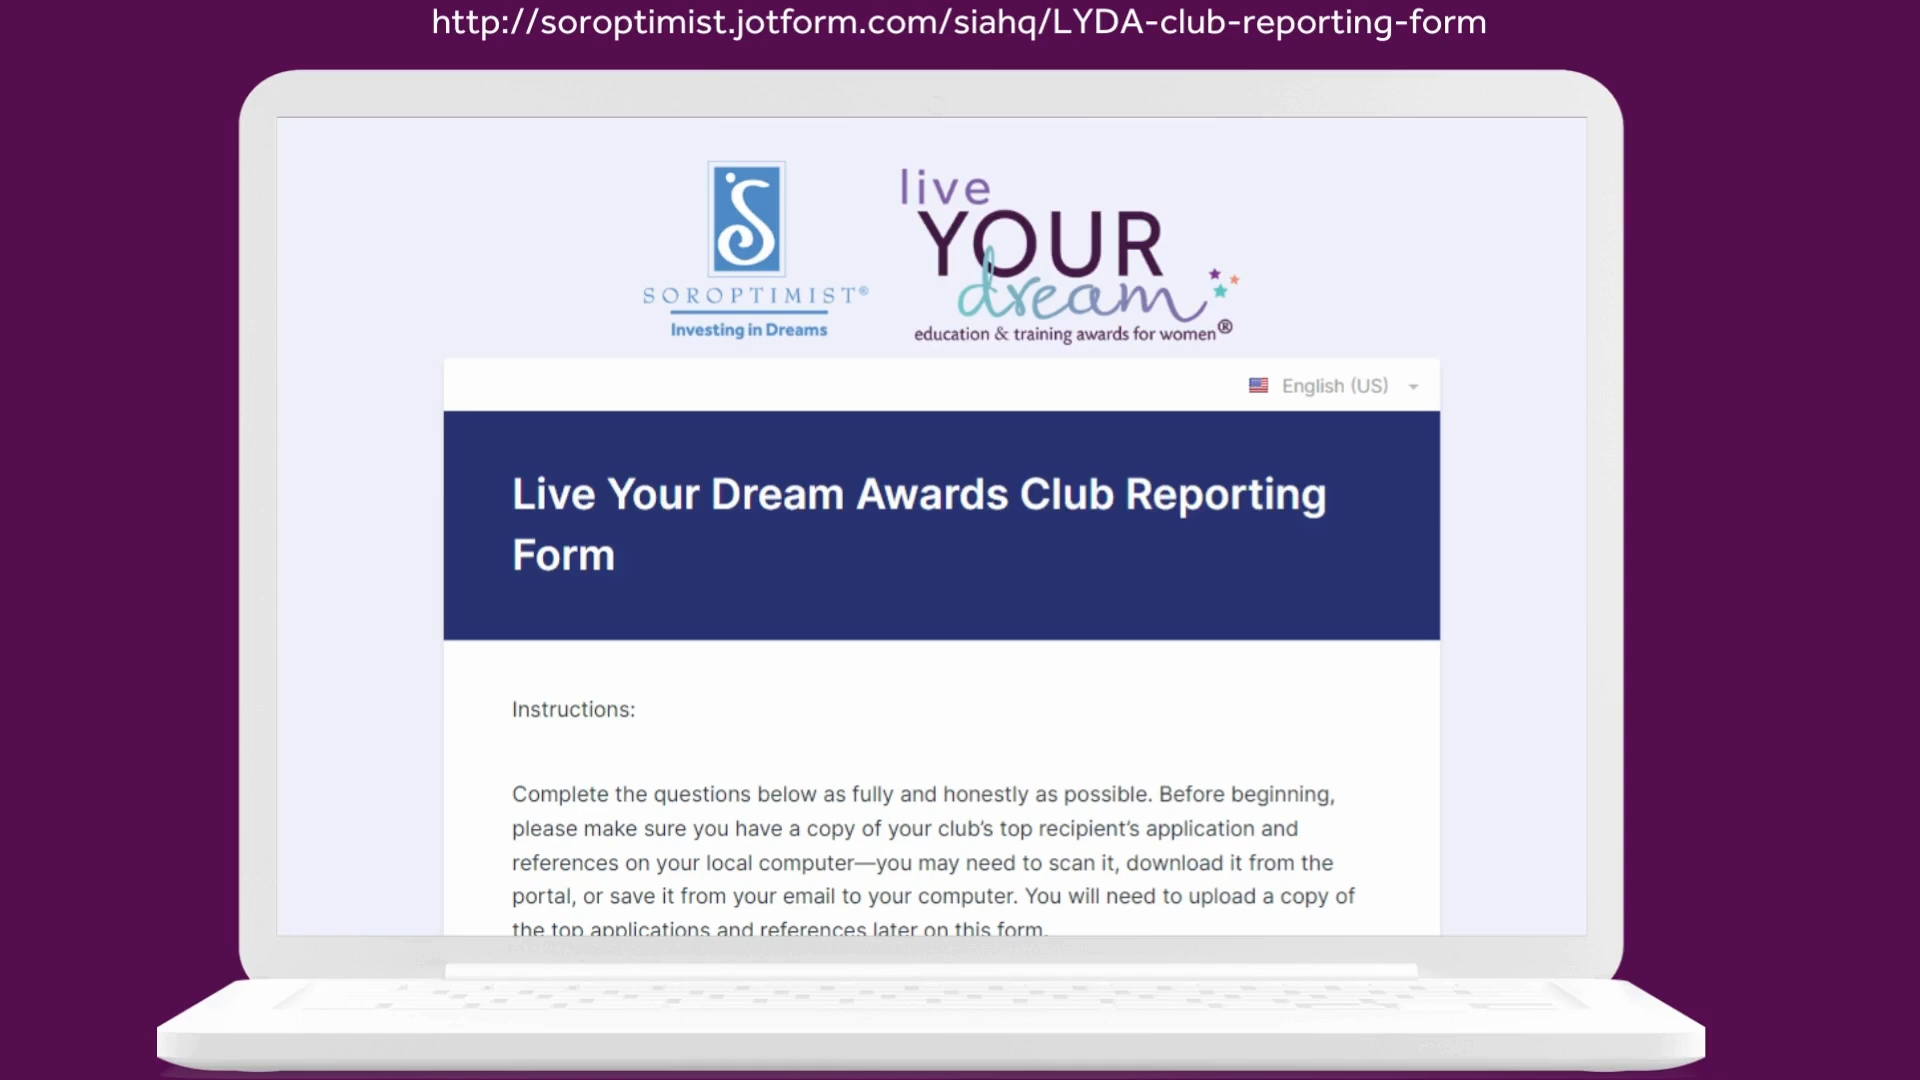 http://soroptimist.jotform.com/siahq/LYDA-club-reporting-form
live
YOUR
dream
SOROPTIMIST®
Investing in Dreams
education & training awards for women®
English (US)
Live Your Dream Awards Club Reporting
Form
Instructions:
Complete the questions below as fully and honestly as possible. Before beginning,
please make sure you have a copy of your club’s top recipient’s application and
references on your local computer—you may need to scan it, download it from the
portal, or save it from your email to your computer. You will need to upload a copy of
the top applications and references later on this form.